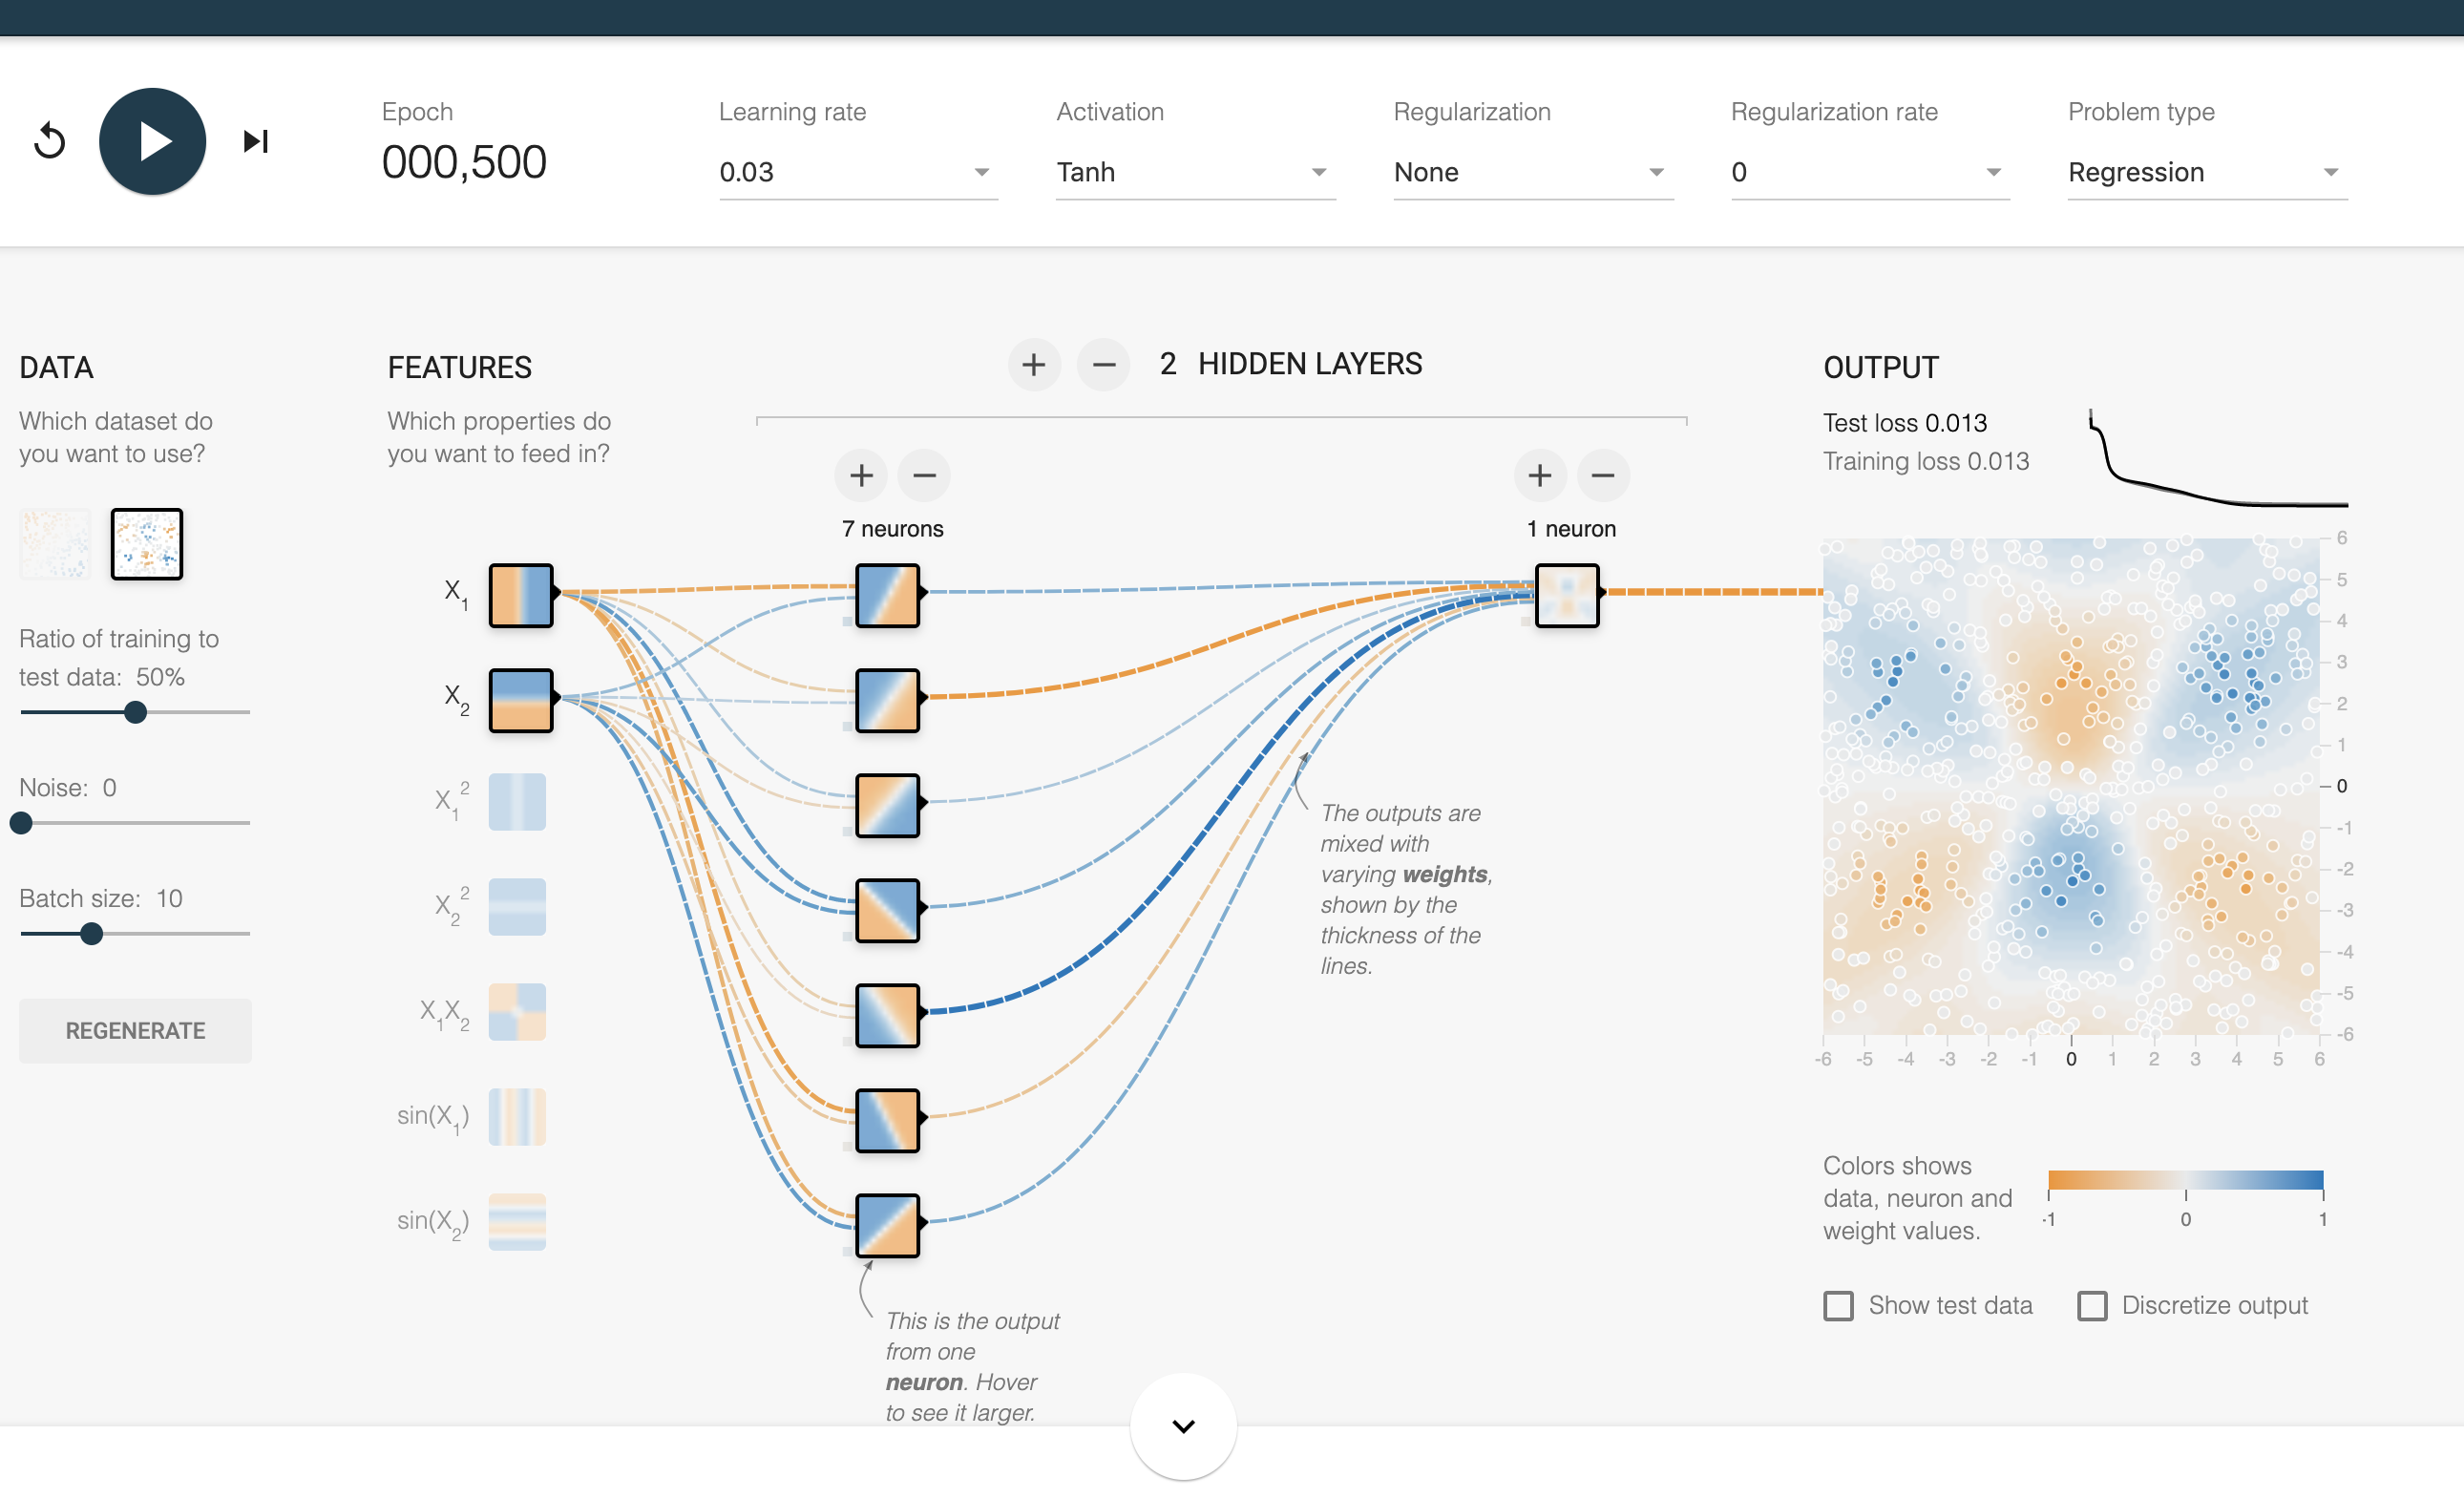 Epoch
000,500
Learning rate
0.03
Activation
Tanh
Regularization
None
Regularization rate
0
Problem type
Regression
DATA
Which dataset do
you want to use?
Ratio of training to
test data: 50%
Noise: 0
Batch size: 10
REGENERATE
FEATURES
Which properties do
you want to feed in?
X1
X2
X1^2
X2^2
X1X2
sin(X1)
sin(X2)
2 HIDDEN LAYERS
7 neurons
1 neuron
The outputs are
mixed with
varying weights,
shown by the
thickness of the
lines.
This is the output
from one
neuron. Hover
to see it larger.
OUTPUT
Test loss 0.013
Training loss 0.013
6
5
4
3
2
1
0
-1
-2
-3
-4
-5
-6
-6 -5 -4 -3 -2 -1 0 1 2 3 4 5 6
Colors shows
data, neuron and
weight values.
-1 0 1
Show test data
Discretize output